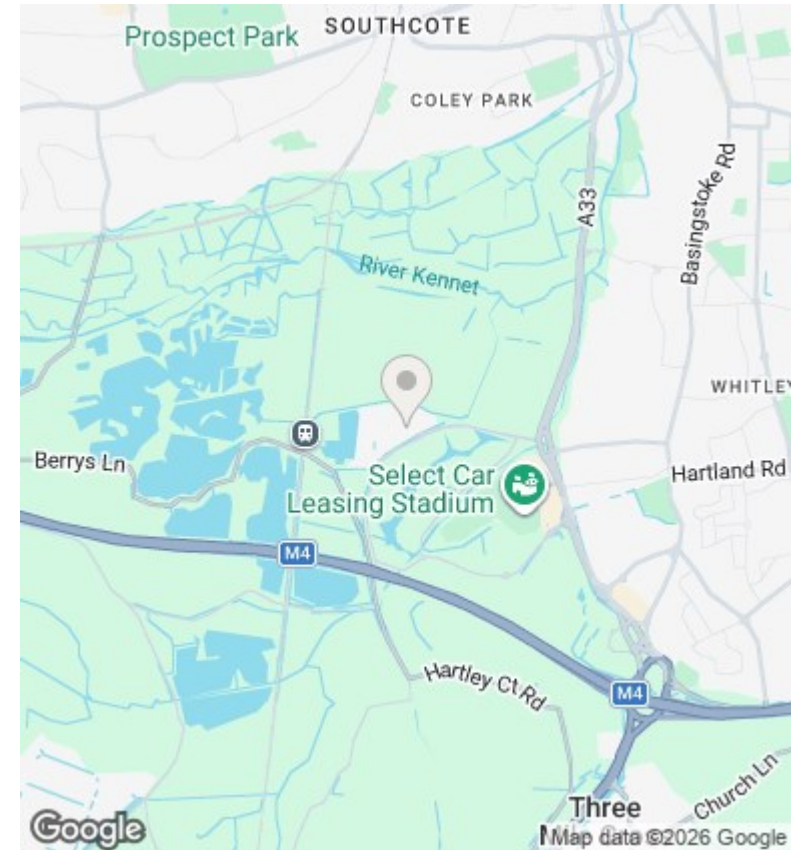 SOUTHCOTE
Prospect Park
COLEY PARK
A33
Basingstoke Rd
River Kennet
WHITLEY
Berrys Ln
Select Car
Leasing Stadium
Hartland Rd
M4
Hartley Ct Rd
M4
Church Ln
Three
Google
Map data ©2026 Google